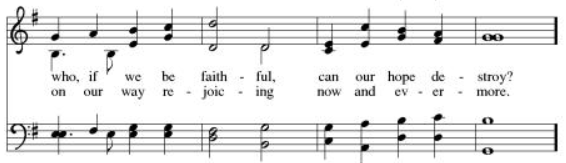 who, if we be faith - ful, can our hope de - stroy?
on our way re - joic - ing now and ev - er - more.